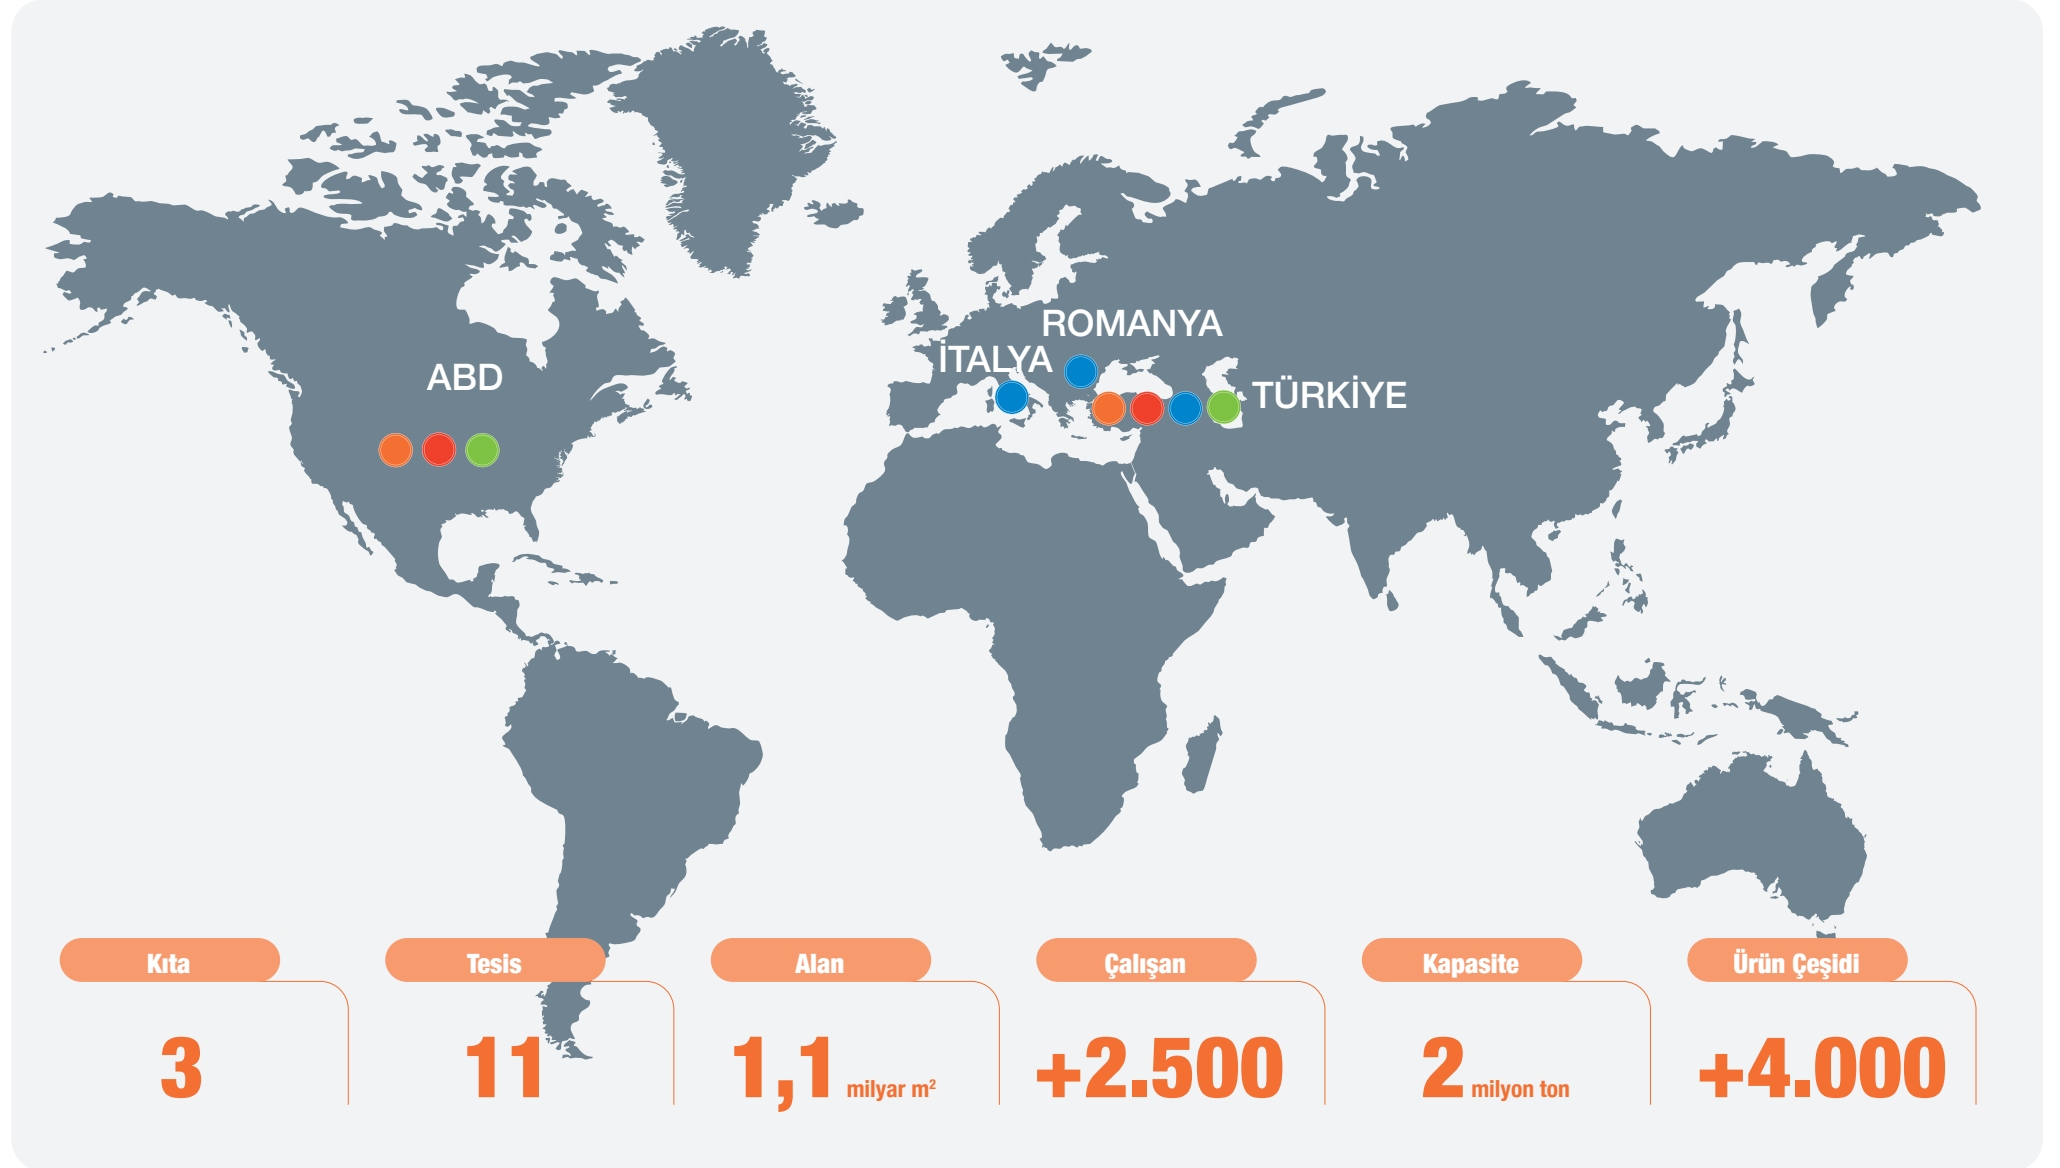 ROMANYA
İTALYA
ABD
TÜRKİYE
Kıta
3
Tesis
11
Alan
1,1 milyar m²
Çalışan
+2.500
Kapasite
2 milyon ton
Ürün Çeşidi
+4.000